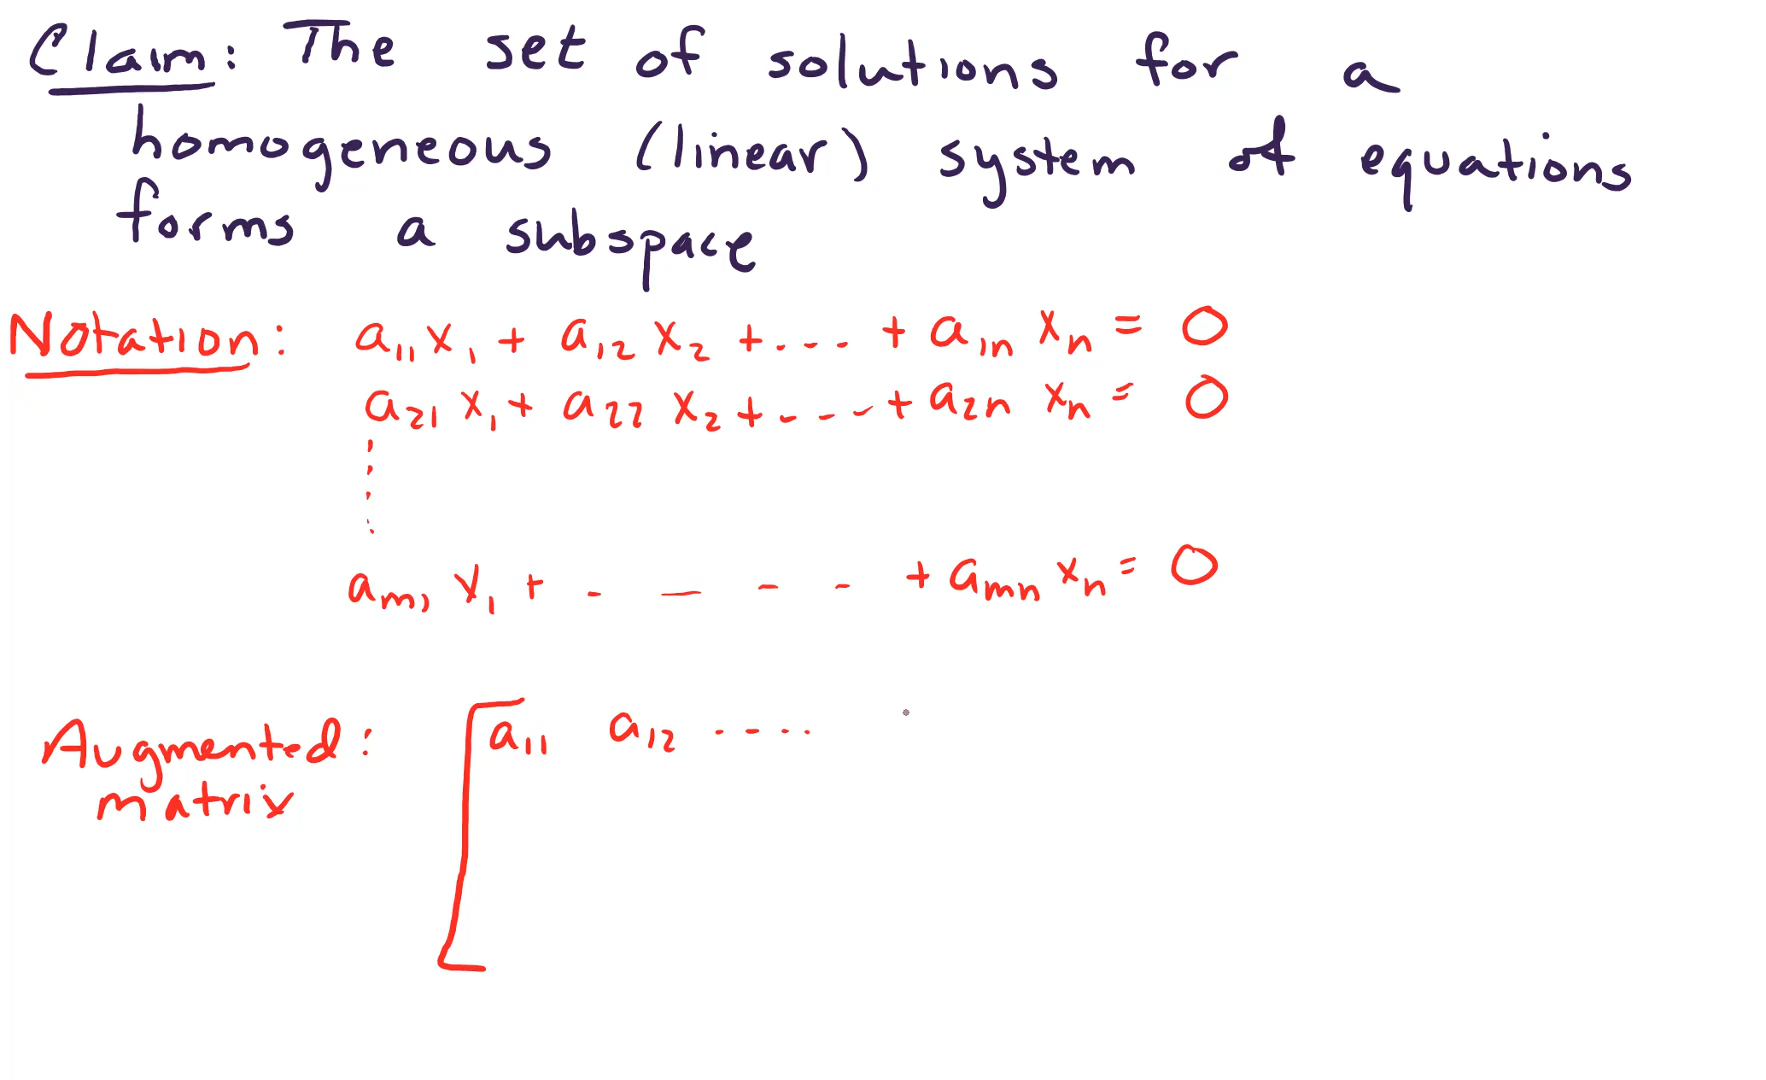 Claim: The set of solutions for a
homogeneous (linear) system of equations
forms a subspace
Notation: a₁₁ x₁ + a₁₂ x₂ + ... + a₁ₙ xₙ = 0
a₂₁ x₁ + a₂₂ x₂ + - - - + a₂ₙ xₙ = 0
⋮
aₘ₁ x₁ + - - - - + aₘₙ xₙ = 0
Augmented: [ a₁₁ a₁₂ ....
matrix